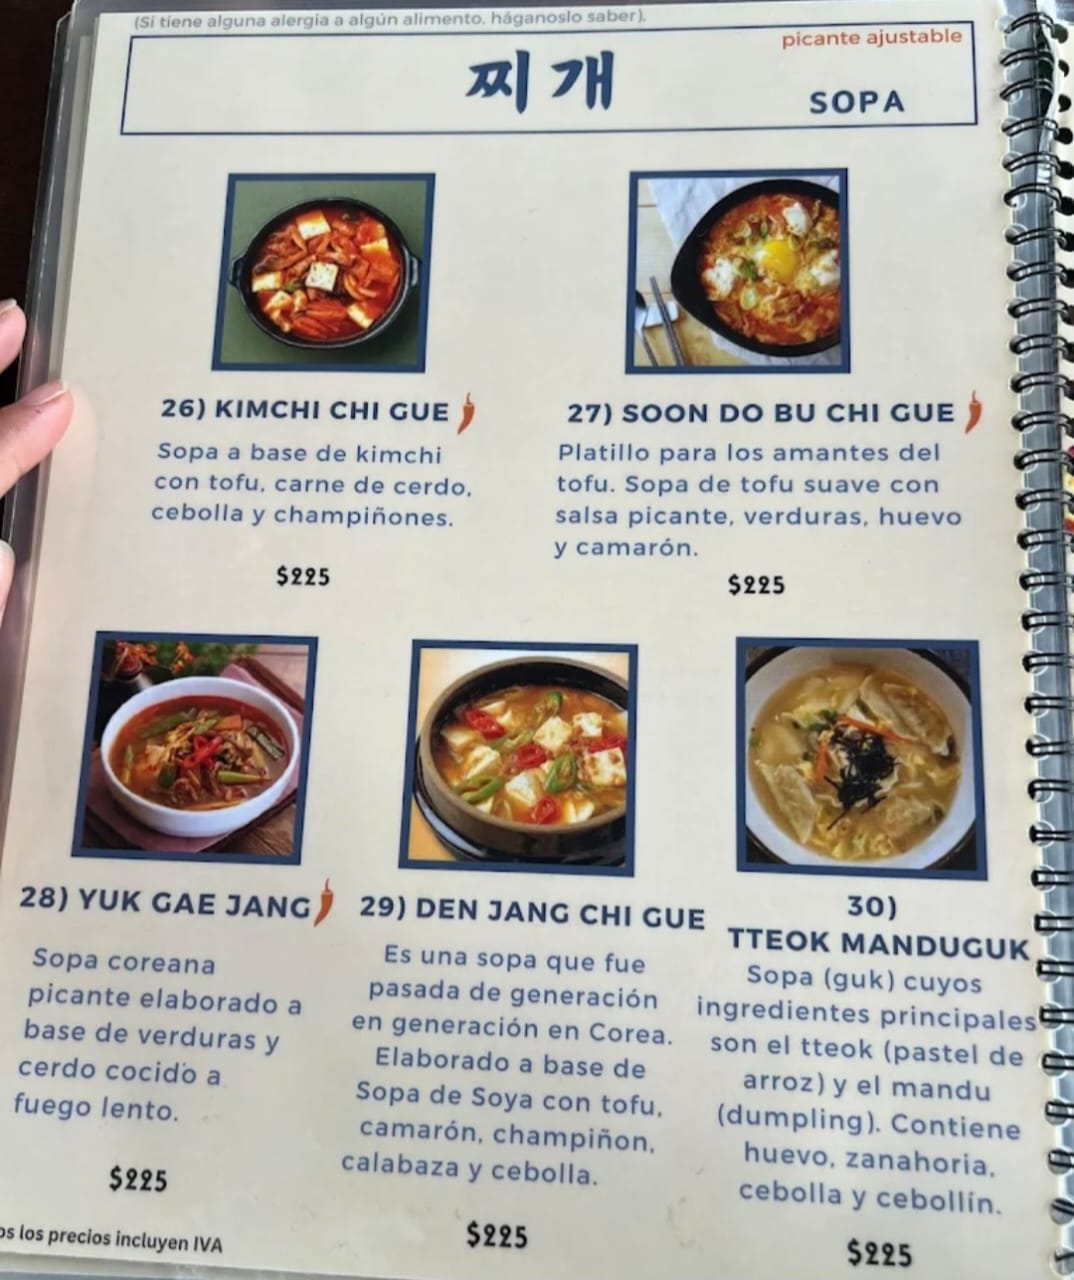 (Si tiene alguna alergia a algún alimento, háganoslo saber).
picante ajustable
찌개
SOPA
26) KIMCHI CHI GUE
Sopa a base de kimchi
con tofu, carne de cerdo,
cebolla y champiñones.
$225
27) SOON DO BU CHI GUE
Platillo para los amantes del
tofu. Sopa de tofu suave con
salsa picante, verduras, huevo
y camarón.
$225
28) YUK GAE JANG
Sopa coreana
picante elaborado a
base de verduras y
cerdo cocido a
fuego lento.
$225
29) DEN JANG CHI GUE
Es una sopa que fue
pasada de generación
en generación en Corea.
Elaborado a base de
Sopa de Soya con tofu,
camarón, champiñon,
calabaza y cebolla.
$225
30)
TTEOK MANDUGUK
Sopa (guk) cuyos
ingredientes principales
son el tteok (pastel de
arroz) y el mandu
(dumpling). Contiene
huevo, zanahoria,
cebolla y cebollín.
$225
los precios incluyen IVA